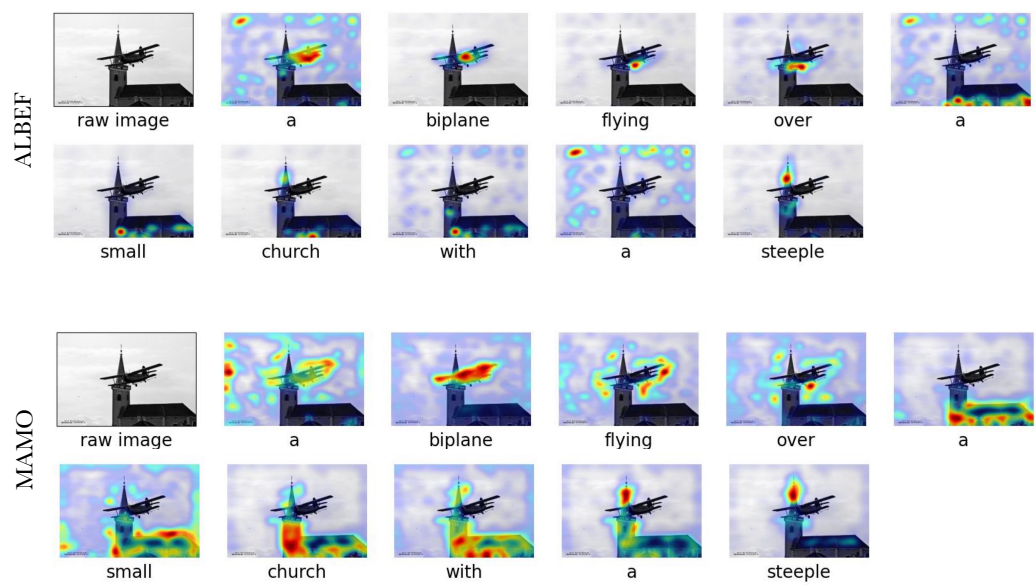 ALBEF
raw image a biplane flying over a
small church with a steeple
MAMO
raw image a biplane flying over a
small church with a steeple